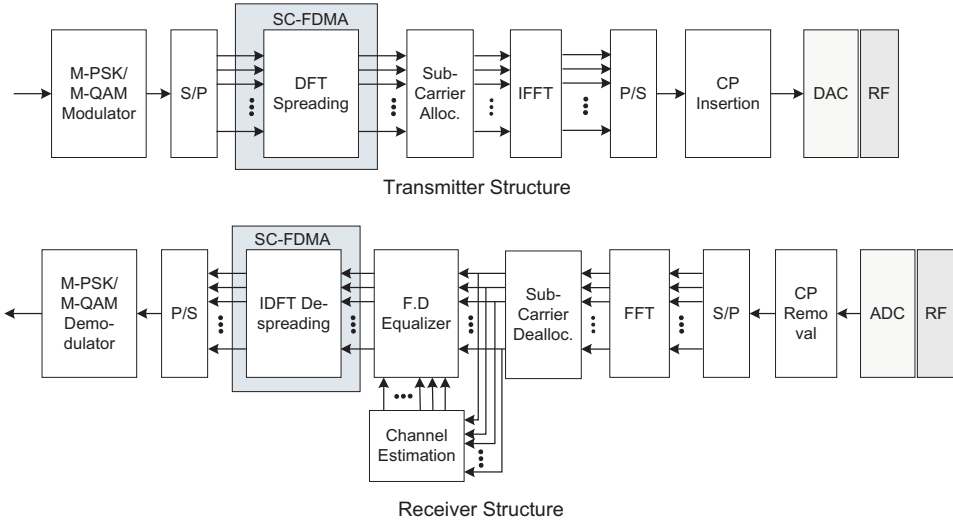 SC-FDMA
M-PSK/
M-QAM
Modulator
S/P
DFT
Spreading
Sub-
Carrier
Alloc.
IFFT
P/S
CP
Insertion
DAC
RF
Transmitter Structure
SC-FDMA
M-PSK/
M-QAM
Demo-
dulator
P/S
IDFT De-
spreading
F.D
Equalizer
Sub-
Carrier
Dealloc.
FFT
S/P
CP
Remo
val
ADC
RF
Channel
Estimation
Receiver Structure